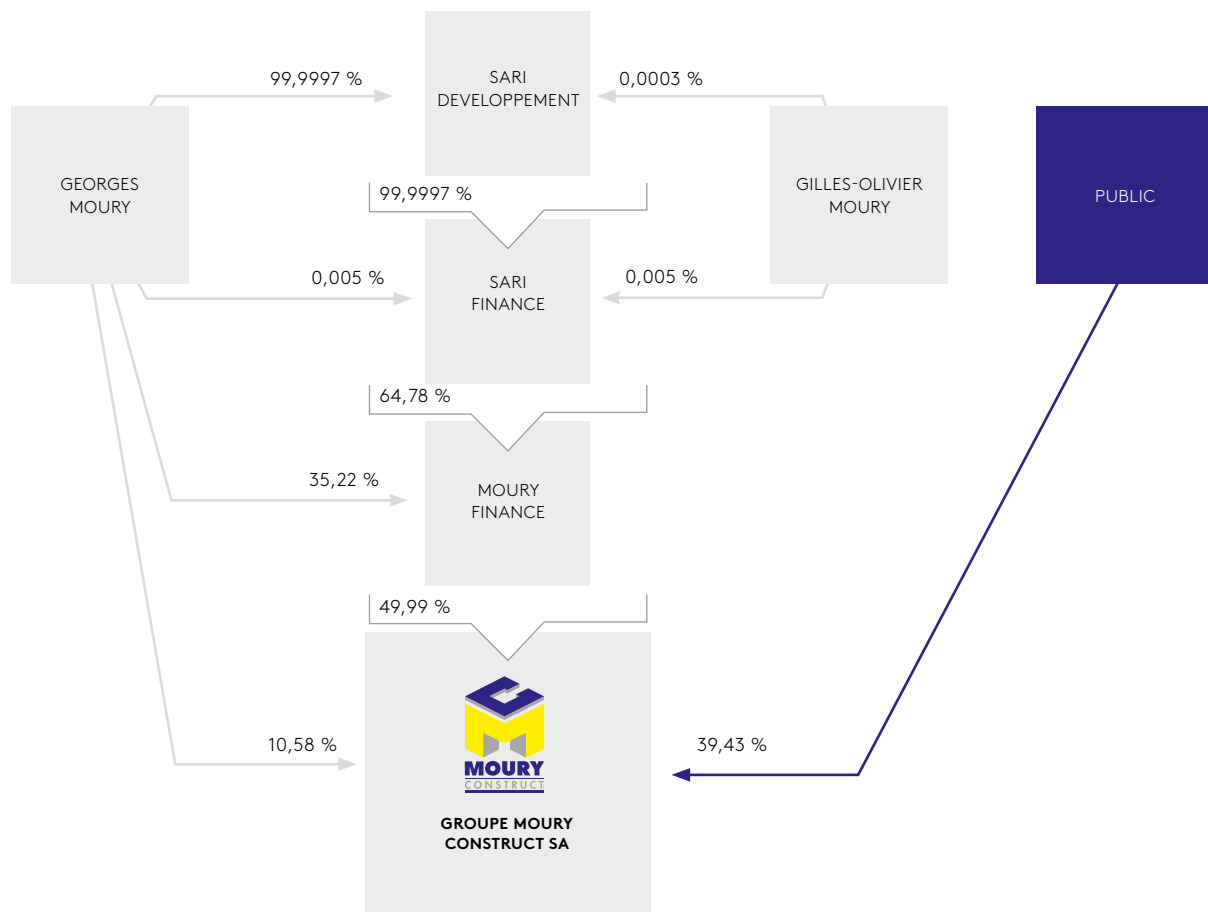 99,9997 %
SARI
DEVELOPPEMENT
0,0003 %
GEORGES
MOURY
99,9997 %
GILLES-OLIVIER
MOURY
PUBLIC
0,005 %
SARI
FINANCE
0,005 %
64,78 %
35,22 %
MOURY
FINANCE
49,99 %
10,58 %
MOURY
CONSTRUCT
39,43 %
GROUPE MOURY
CONSTRUCT SA